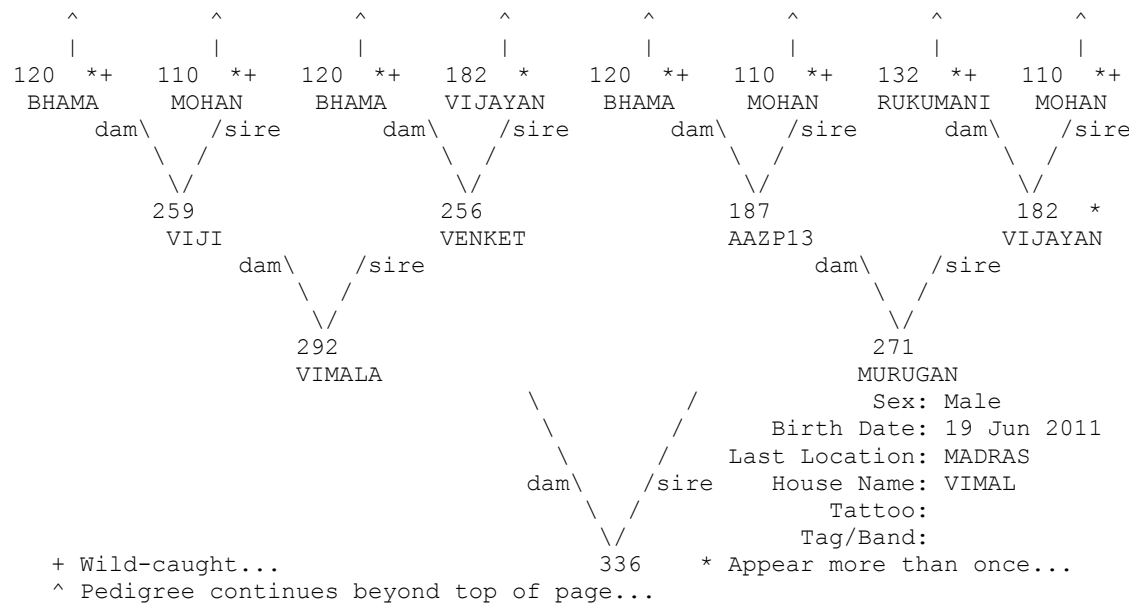 ^ ^ ^ ^ ^ ^ ^ ^
| | | | | | | |
120 *+ 110 *+ 120 *+ 182 * 120 *+ 110 *+ 132 *+ 110 *+
BHAMA MOHAN BHAMA VIJAYAN BHAMA MOHAN RUKUMANI MOHAN
dam\ /sire dam\ /sire dam\ /sire dam\ /sire
\ / \ / \ / \ /
\/ \/ \/ \/
259 256 187 182 *
VIJI VENKET AAZP13 VIJAYAN
dam\ /sire dam\ /sire
\ / \ /
\/ \/
292 271
VIMALA MURUGAN
\ / Sex: Male
\ / Birth Date: 19 Jun 2011
\ / Last Location: MADRAS
dam\ /sire House Name: VIMAL
\ / Tattoo:
\/ Tag/Band:
+ Wild-caught... 336 * Appear more than once...
^ Pedigree continues beyond top of page...